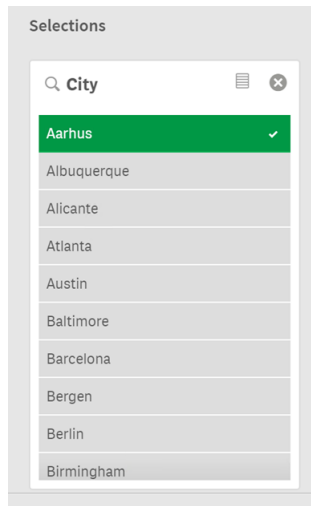 Selections
City
Aarhus
Albuquerque
Alicante
Atlanta
Austin
Baltimore
Barcelona
Bergen
Berlin
Birmingham